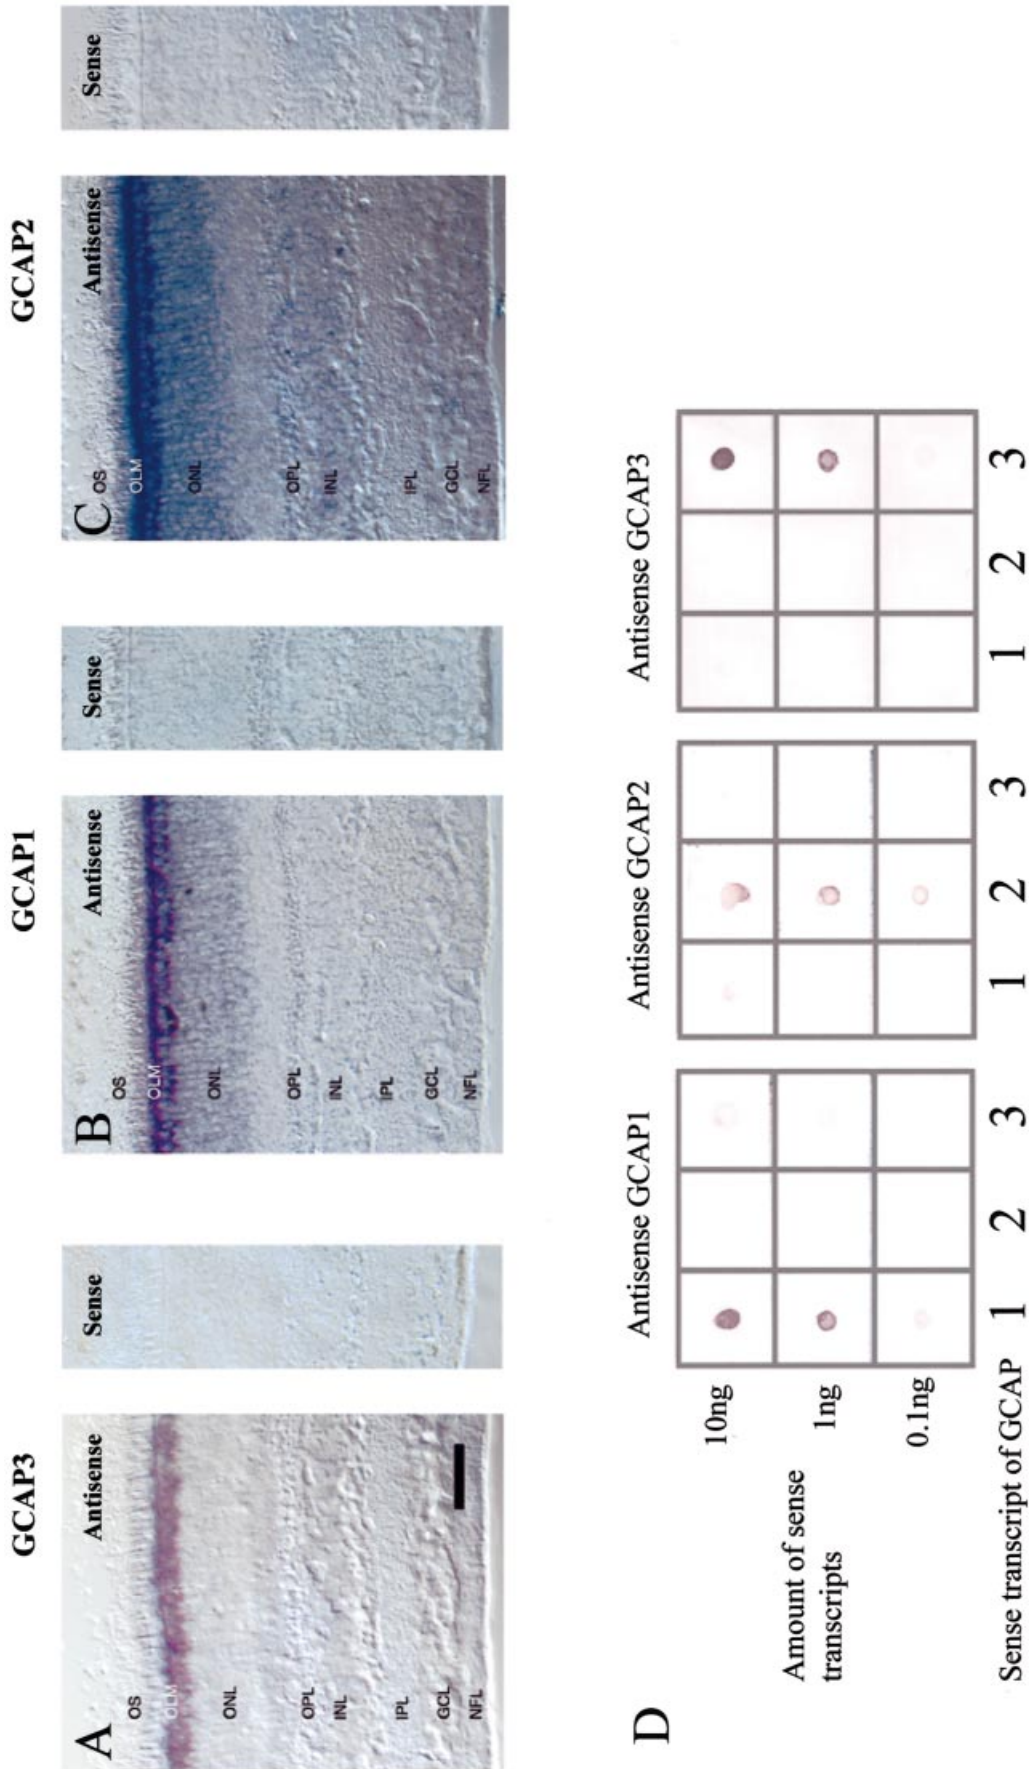 GCAP3
GCAP1
GCAP2
A
Antisense
OS
OLM
ONL
OPL
INL
IPL
GCL
NFL
Sense
B
Antisense
OS
OLM
ONL
OPL
INL
IPL
GCL
NFL
Sense
C
Antisense
OS
OLM
ONL
OPL
INL
IPL
GCL
NFL
Sense
D
Antisense GCAP1
Antisense GCAP2
Antisense GCAP3
Amount of sense
transcripts
10ng
1ng
0.1ng
Sense transcript of GCAP
1 2 3
1 2 3
1 2 3